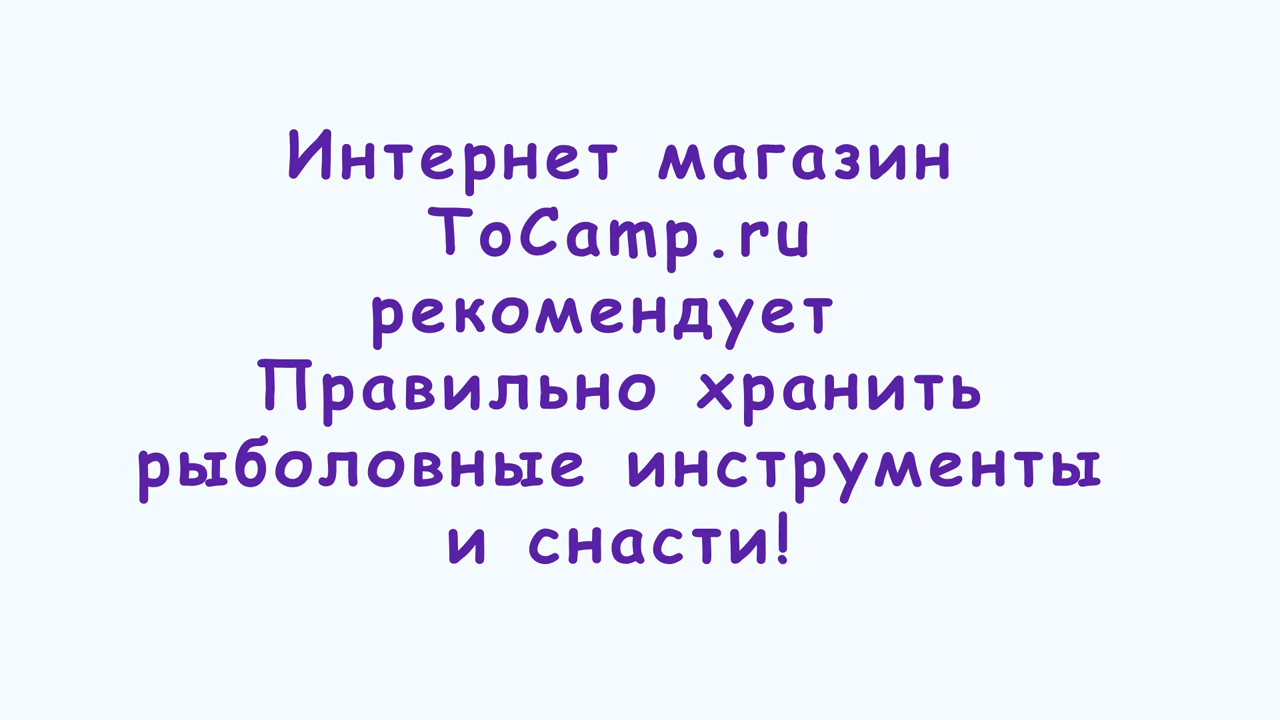 Интернет магазин
ToCamp.ru
рекомендует
Правильно хранить
рыболовные инструменты
и снасти!